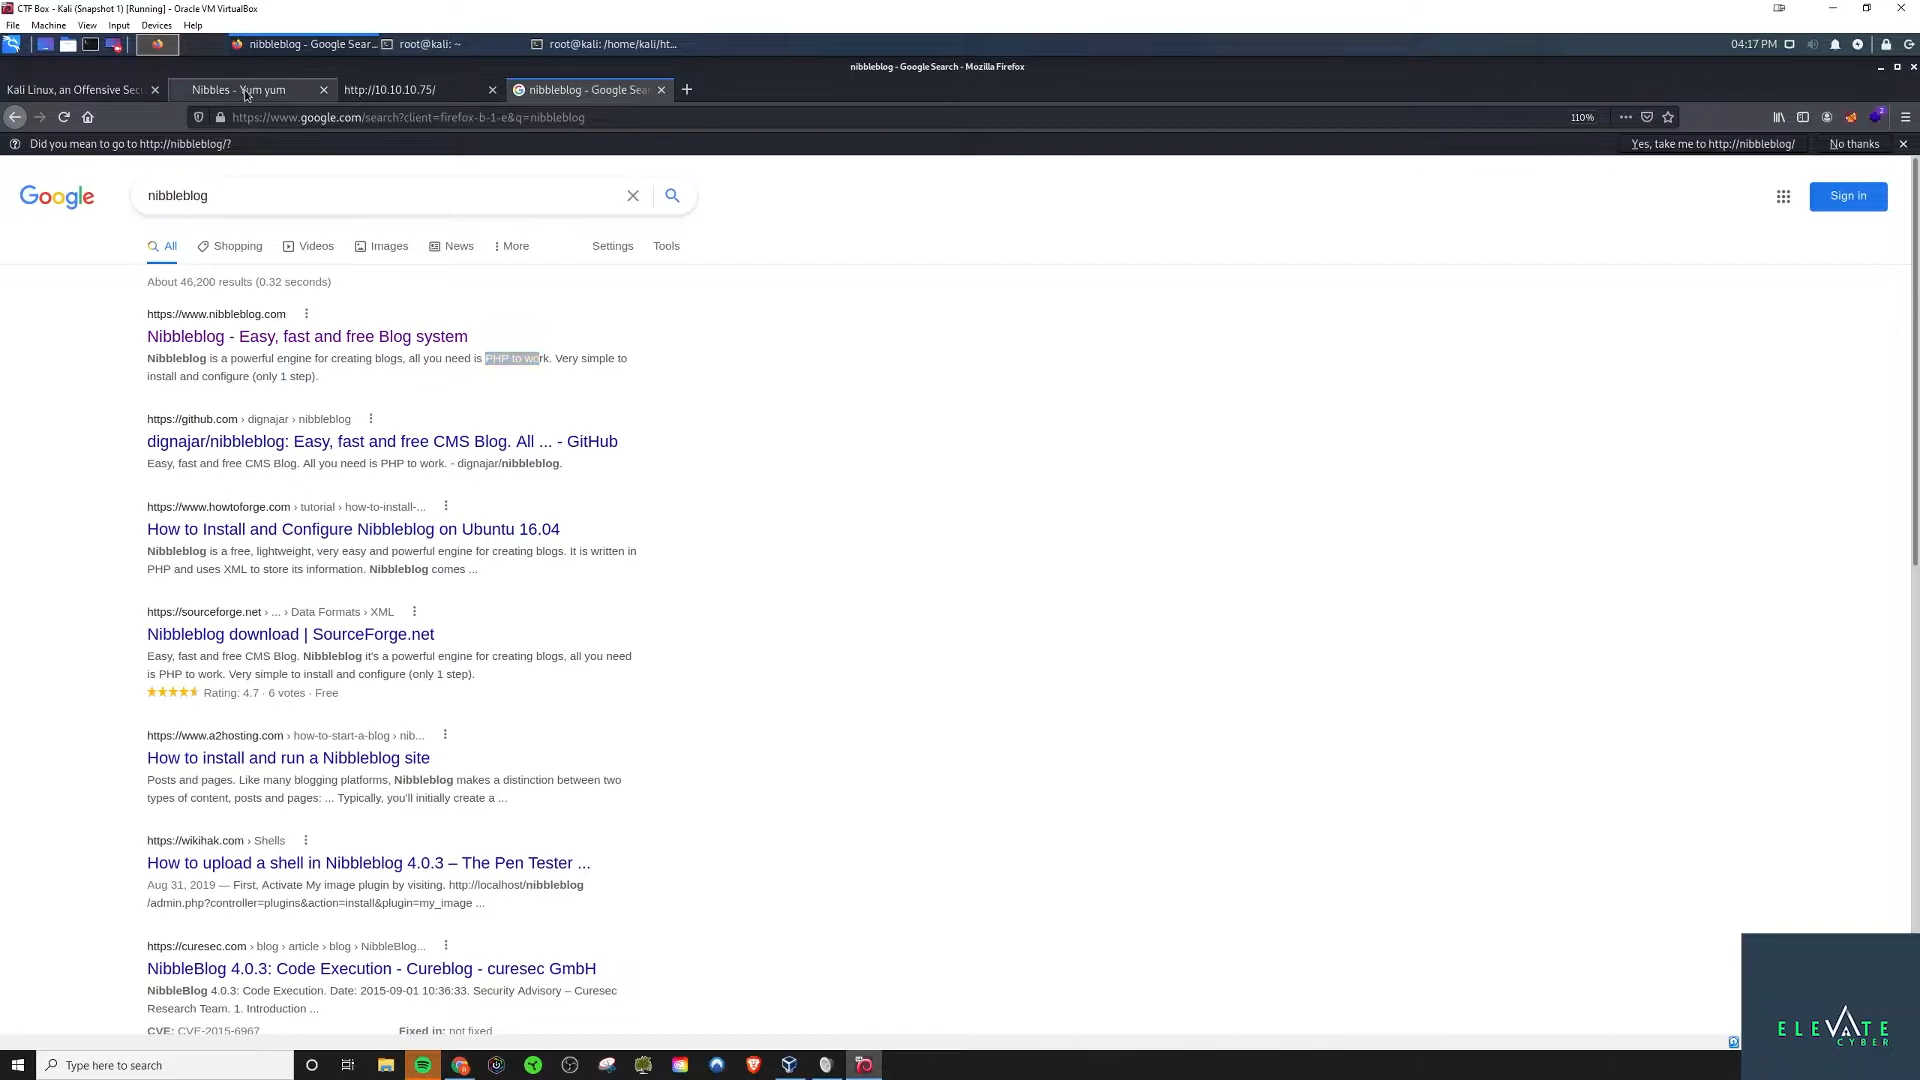 CTF Box - Kali (Snapshot 1) [Running] - Oracle VM VirtualBox
File Machine View Input Devices Help
nibbleblog - Google Sear... root@kali: ~ root@kali: /home/kali/ht... 04:17 PM
nibbleblog - Google Search - Mozilla Firefox
Kali Linux, an Offensive Secu Nibbles - Yum yum http://10.10.10.75/ nibbleblog - Google Sea
https://www.google.com/search?client=firefox-b-1-e&q=nibbleblog 110% 2
Did you mean to go to http://nibbleblog/? Yes, take me to http://nibbleblog/ No thanks
Google nibbleblog Sign in
All Shopping Videos Images News More Settings Tools
About 46,200 results (0.32 seconds)
https://www.nibbleblog.com
Nibbleblog - Easy, fast and free Blog system
Nibbleblog is a powerful engine for creating blogs, all you need is PHP to work. Very simple to
install and configure (only 1 step).
https://github.com › dignajar › nibbleblog
dignajar/nibbleblog: Easy, fast and free CMS Blog. All ... - GitHub
Easy, fast and free CMS Blog. All you need is PHP to work. - dignajar/nibbleblog.
https://www.howtoforge.com › tutorial › how-to-install-...
How to Install and Configure Nibbleblog on Ubuntu 16.04
Nibbleblog is a free, lightweight, very easy and powerful engine for creating blogs. It is written in
PHP and uses XML to store its information. Nibbleblog comes ...
https://sourceforge.net › ... › Data Formats › XML
Nibbleblog download | SourceForge.net
Easy, fast and free CMS Blog. Nibbleblog it's a powerful engine for creating blogs, all you need
is PHP to work. Very simple to install and configure (only 1 step).
Rating: 4.7 · 6 votes · Free
https://www.a2hosting.com › how-to-start-a-blog › nib...
How to install and run a Nibbleblog site
Posts and pages. Like many blogging platforms, Nibbleblog makes a distinction between two
types of content, posts and pages: ... Typically, you'll initially create a ...
https://wikihak.com › Shells
How to upload a shell in Nibbleblog 4.0.3 – The Pen Tester ...
Aug 31, 2019 — First, Activate My image plugin by visiting. http://localhost/nibbleblog
/admin.php?controller=plugins&action=install&plugin=my_image ...
https://curesec.com › blog › article › blog › NibbleBlog...
NibbleBlog 4.0.3: Code Execution - Cureblog - curesec GmbH
NibbleBlog 4.0.3: Code Execution. Date: 2015-09-01 10:36:33. Security Advisory – Curesec
Research Team. 1. Introduction ...
CVE: CVE-2015-6967 Fixed in: not fixed
ELEVATE
CYBER
Type here to search